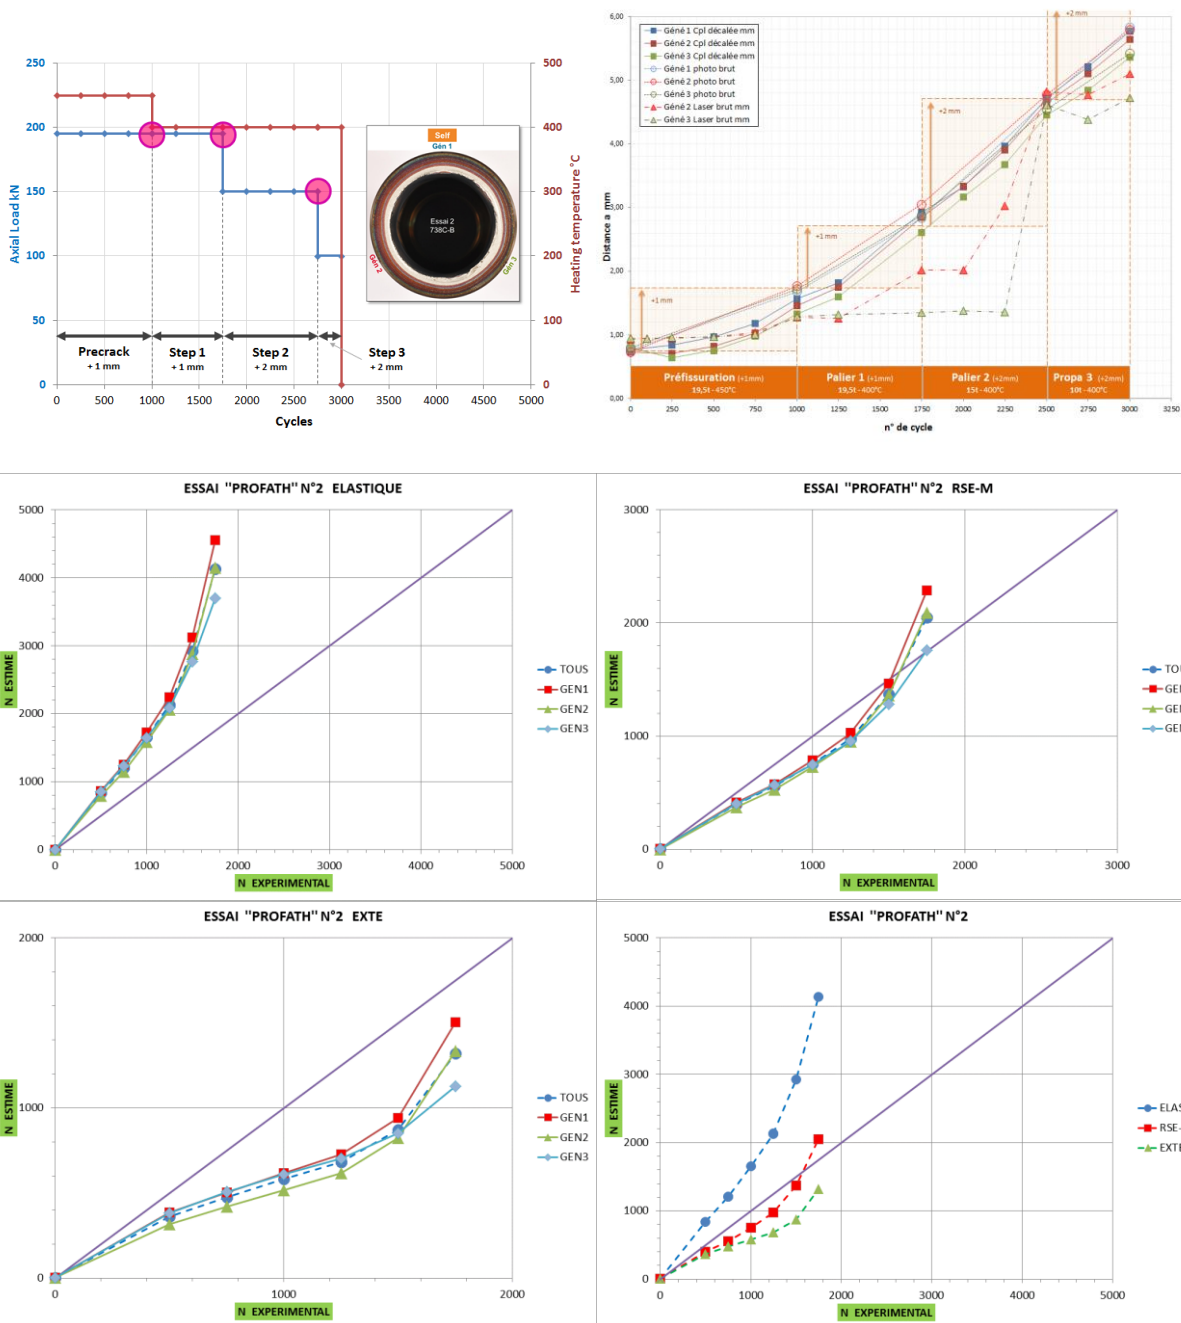 250
200
150
100
50
0
Axial Load kN
500
400
300
200
100
0
Heating temperature °C
Self
Gén 1
Essai 2
738C-B
Gén 2
Gén 3
Precrack
+ 1 mm
Step 1
+ 1 mm
Step 2
+ 2 mm
Step 3
+ 2 mm
0 500 1000 1500 2000 2500 3000 3500 4000 4500 5000
Cycles
6,00
5,00
4,00
3,00
2,00
1,00
0,00
Distance a mm
Géné 1 Cpl décalée mm
Géné 2 Cpl décalée mm
Géné 3 Cpl décalée mm
Géné 1 photo brut
Géné 2 photo brut
Géné 3 photo brut
Géné 2 Laser brut mm
Géné 3 Laser brut mm
+1 mm
+1 mm
+2 mm
+2 mm
Préfissuration (+1mm)
19,5t - 450°C
Palier 1 (+1mm)
19,5t - 400°C
Palier 2 (+2mm)
15t - 400°C
Propa 3 (+2mm)
10t - 400°C
0 250 500 750 1000 1250 1500 1750 2000 2250 2500 2750 3000 3250
n° de cycle
ESSAI "PROFATH" N°2 ELASTIQUE
5000
4000
3000
2000
1000
0
N ESTIME
0 1000 2000 3000 4000 5000
N EXPERIMENTAL
TOUS
GEN1
GEN2
GEN3
ESSAI "PROFATH" N°2 RSE-M
3000
2000
1000
0
N ESTIME
0 1000 2000 3000
N EXPERIMENTAL
TOU
GEI
GEI
GEI
ESSAI "PROFATH" N°2 EXTE
2000
1000
0
N ESTIME
0 1000 2000
N EXPERIMENTAL
TOUS
GEN1
GEN2
GEN3
ESSAI "PROFATH" N°2
5000
4000
3000
2000
1000
0
N ESTIME
0 1000 2000 3000 4000 5000
N EXPERIMENTAL
ELAS
RSE-
EXTE